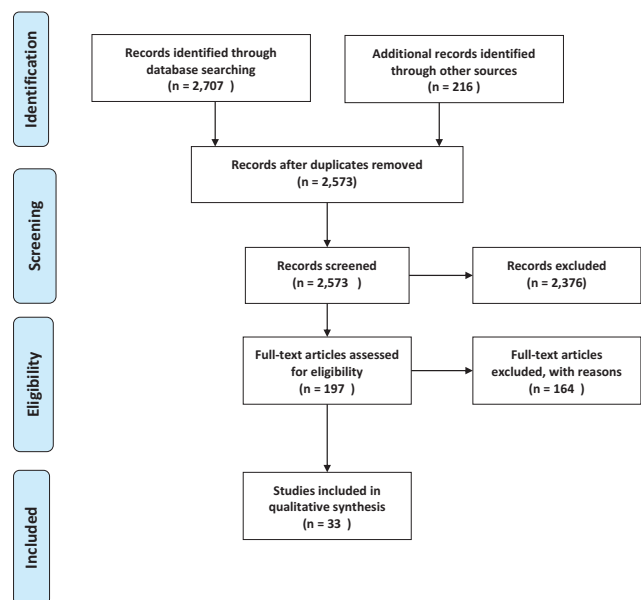 Identification
Records identified through
database searching
(n = 2,707 )
Additional records identified
through other sources
(n = 216 )
Records after duplicates removed
(n = 2,573)
Screening
Records screened
(n = 2,573 )
Records excluded
(n = 2,376)
Eligibility
Full-text articles assessed
for eligibility
(n = 197 )
Full-text articles
excluded, with reasons
(n = 164 )
Included
Studies included in
qualitative synthesis
(n = 33 )